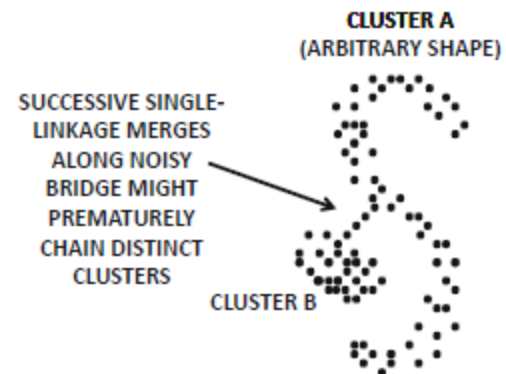 CLUSTER A
(ARBITRARY SHAPE)
SUCCESSIVE SINGLE-
LINKAGE MERGES
ALONG NOISY
BRIDGE MIGHT
PREMATURELY
CHAIN DISTINCT
CLUSTERS
CLUSTER B